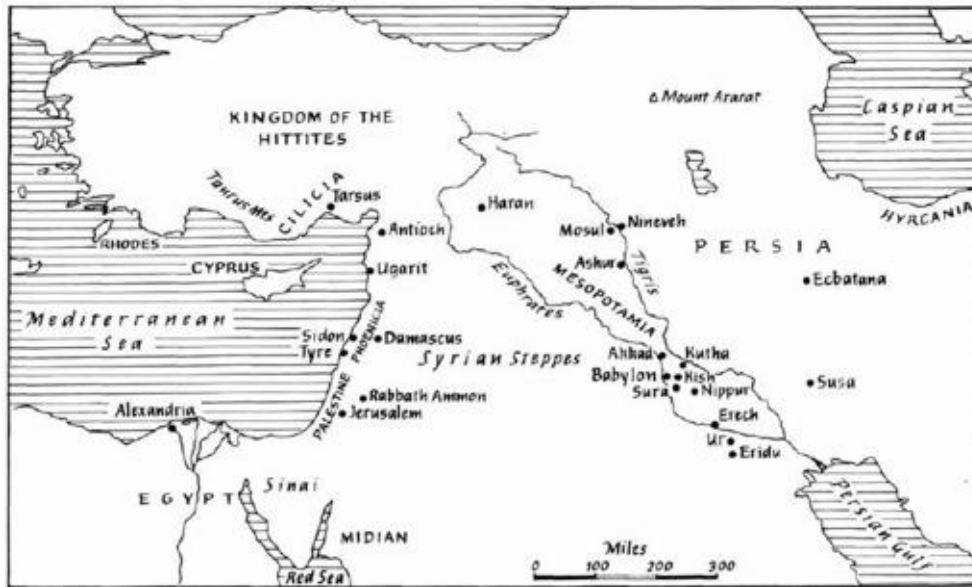 Mount Ararat
Caspian
Sea
KINGDOM OF THE
HITTITES
Taurus Mts
CILICIA
Tarsus
Haran
HYRCANIA
RHODES
Antioch
Mosul
Nineveh
PERSIA
CYPRUS
Ugarit
Ashur
Tigris
Ecbatana
Euphrates
MESOPOTAMIA
Mediterranean
Sea
Sidon
Tyre
PHOENICIA
Damascus
Syrian Steppes
Akkad
Kutha
Babylon
Kish
Sura
Nippur
Susa
PALESTINE
Rabbath Ammon
Jerusalem
Alexandria
Erech
Ur
Eridu
EGYPT
Sinai
MIDIAN
Red Sea
Persian Gulf
Miles
0 100 200 300